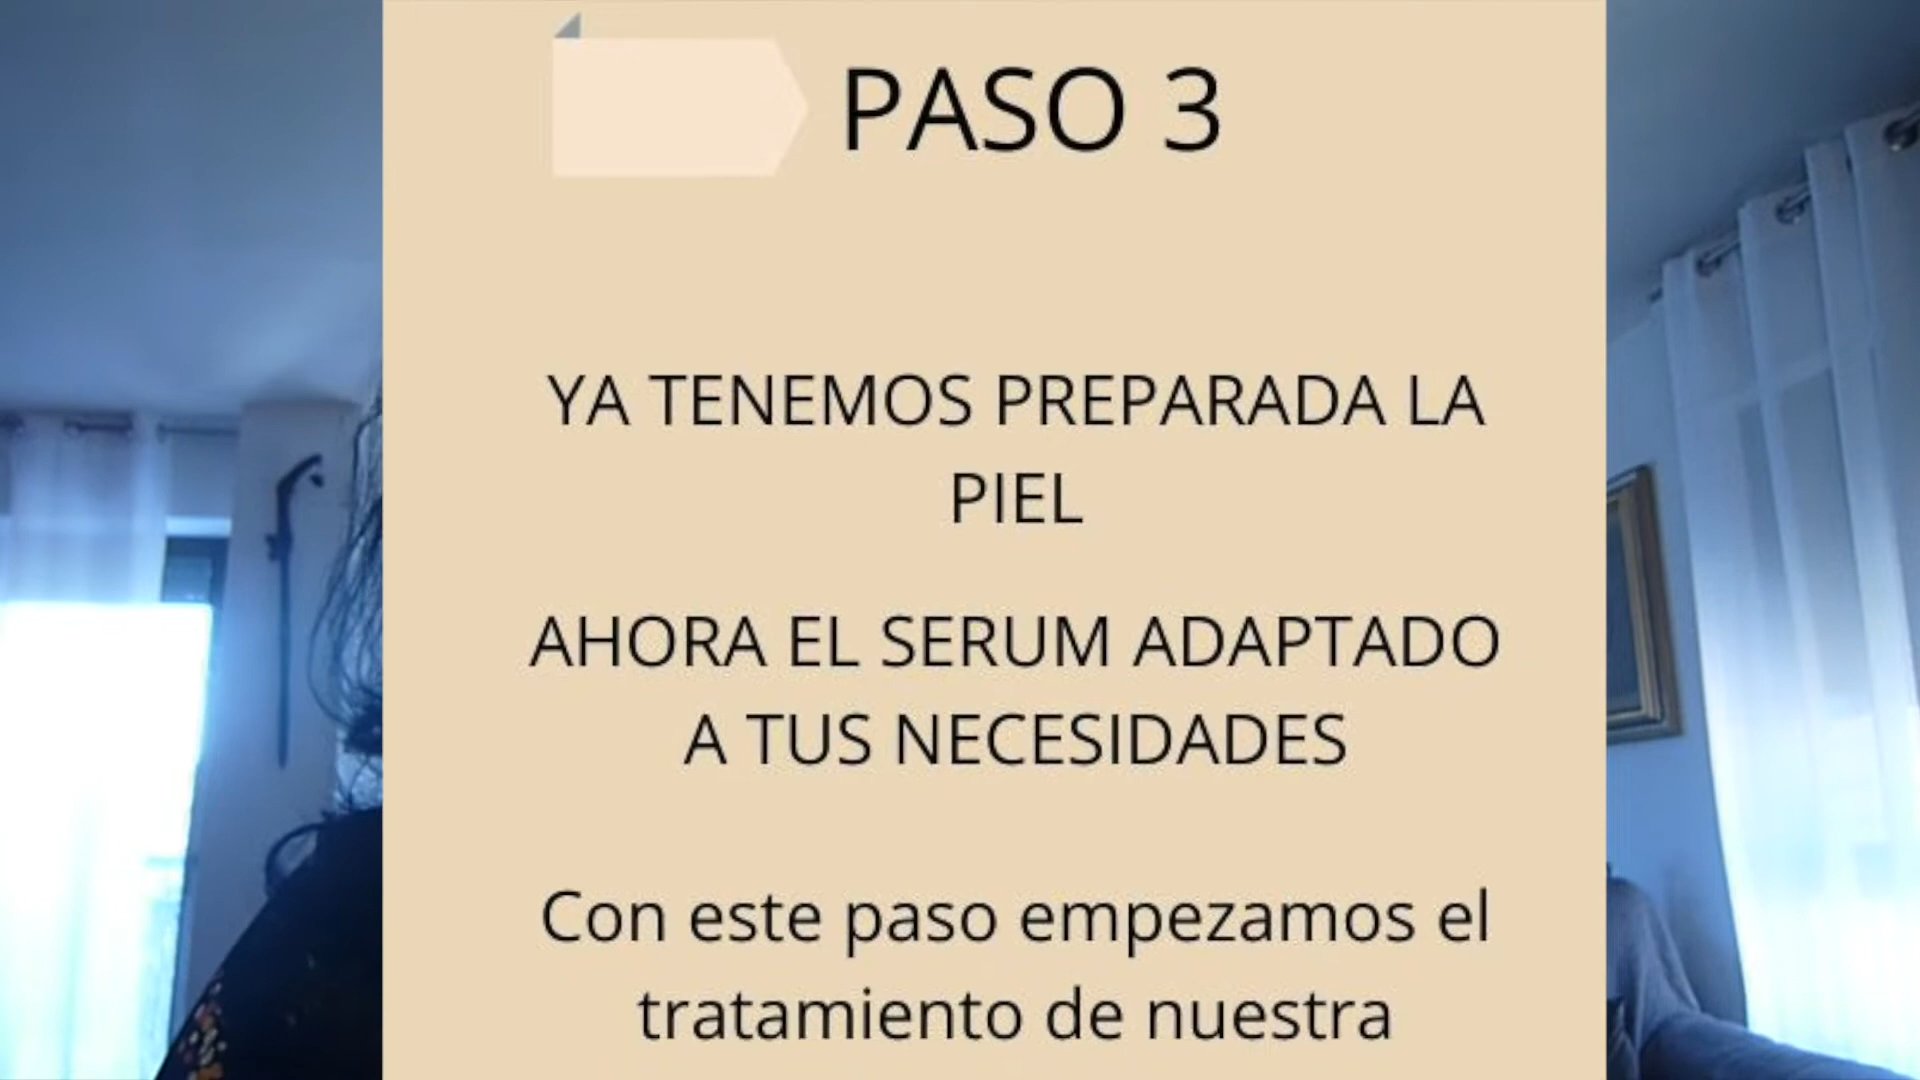 PASO 3
YA TENEMOS PREPARADA LA
PIEL
AHORA EL SERUM ADAPTADO
A TUS NECESIDADES
Con este paso empezamos el
tratamiento de nuestra